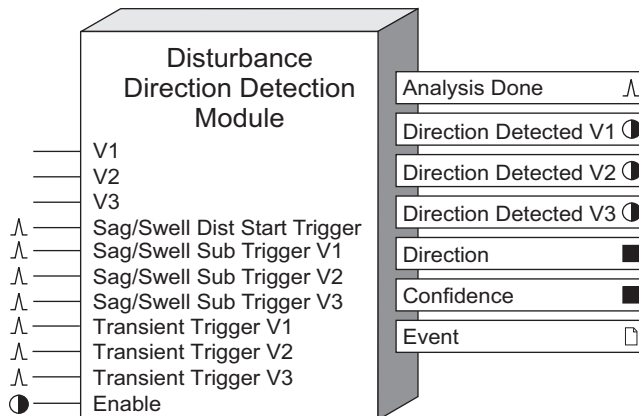 Disturbance
Direction Detection
Module
V1
V2
V3
Sag/Swell Dist Start Trigger
Sag/Swell Sub Trigger V1
Sag/Swell Sub Trigger V2
Sag/Swell Sub Trigger V3
Transient Trigger V1
Transient Trigger V2
Transient Trigger V3
Enable
Analysis Done
Direction Detected V1
Direction Detected V2
Direction Detected V3
Direction
Confidence
Event